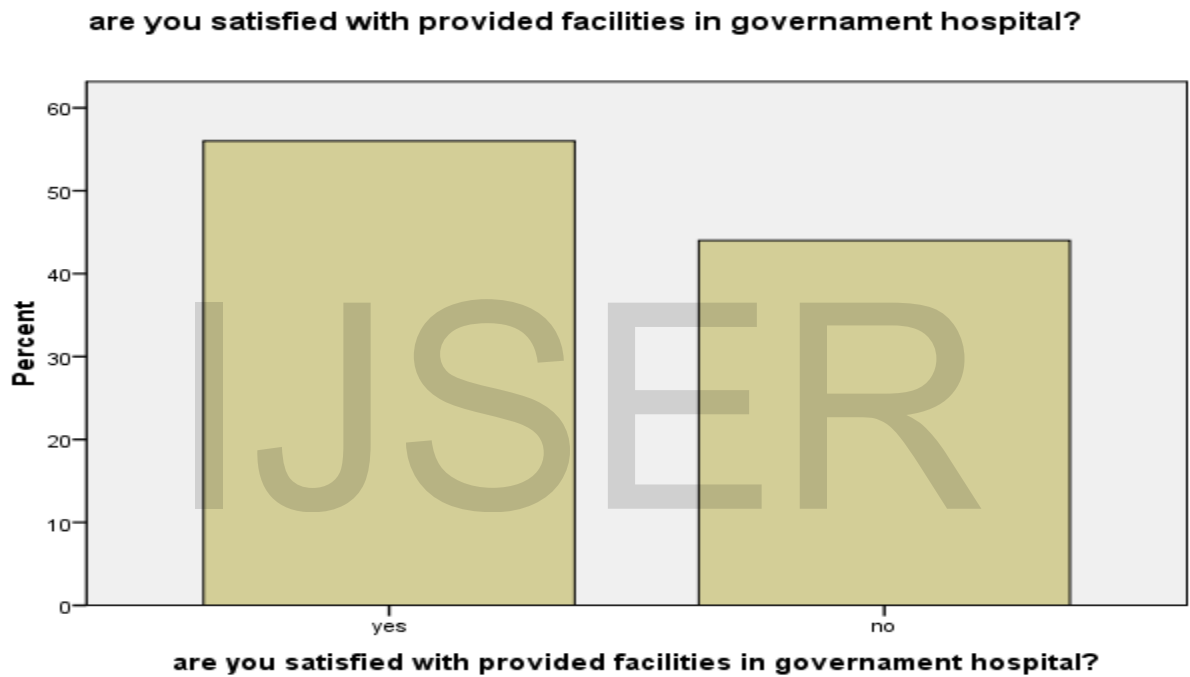 are you satisfied with provided facilities in governament hospital?
60
50
40
30
20
10
0
Percent
IJSER
yes no
are you satisfied with provided facilities in governament hospital?